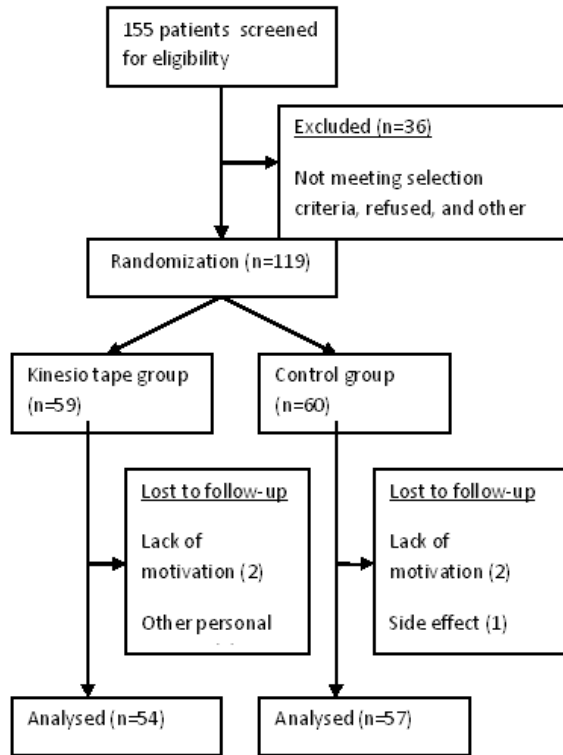 155 patients screened
for eligibility
Excluded (n=36)
Not meeting selection
criteria, refused, and other
Randomization (n=119)
Kinesio tape group
(n=59)
Control group
(n=60)
Lost to follow-up
Lack of
motivation (2)
Other personal
Lost to follow-up
Lack of
motivation (2)
Side effect (1)
Analysed (n=54)
Analysed (n=57)